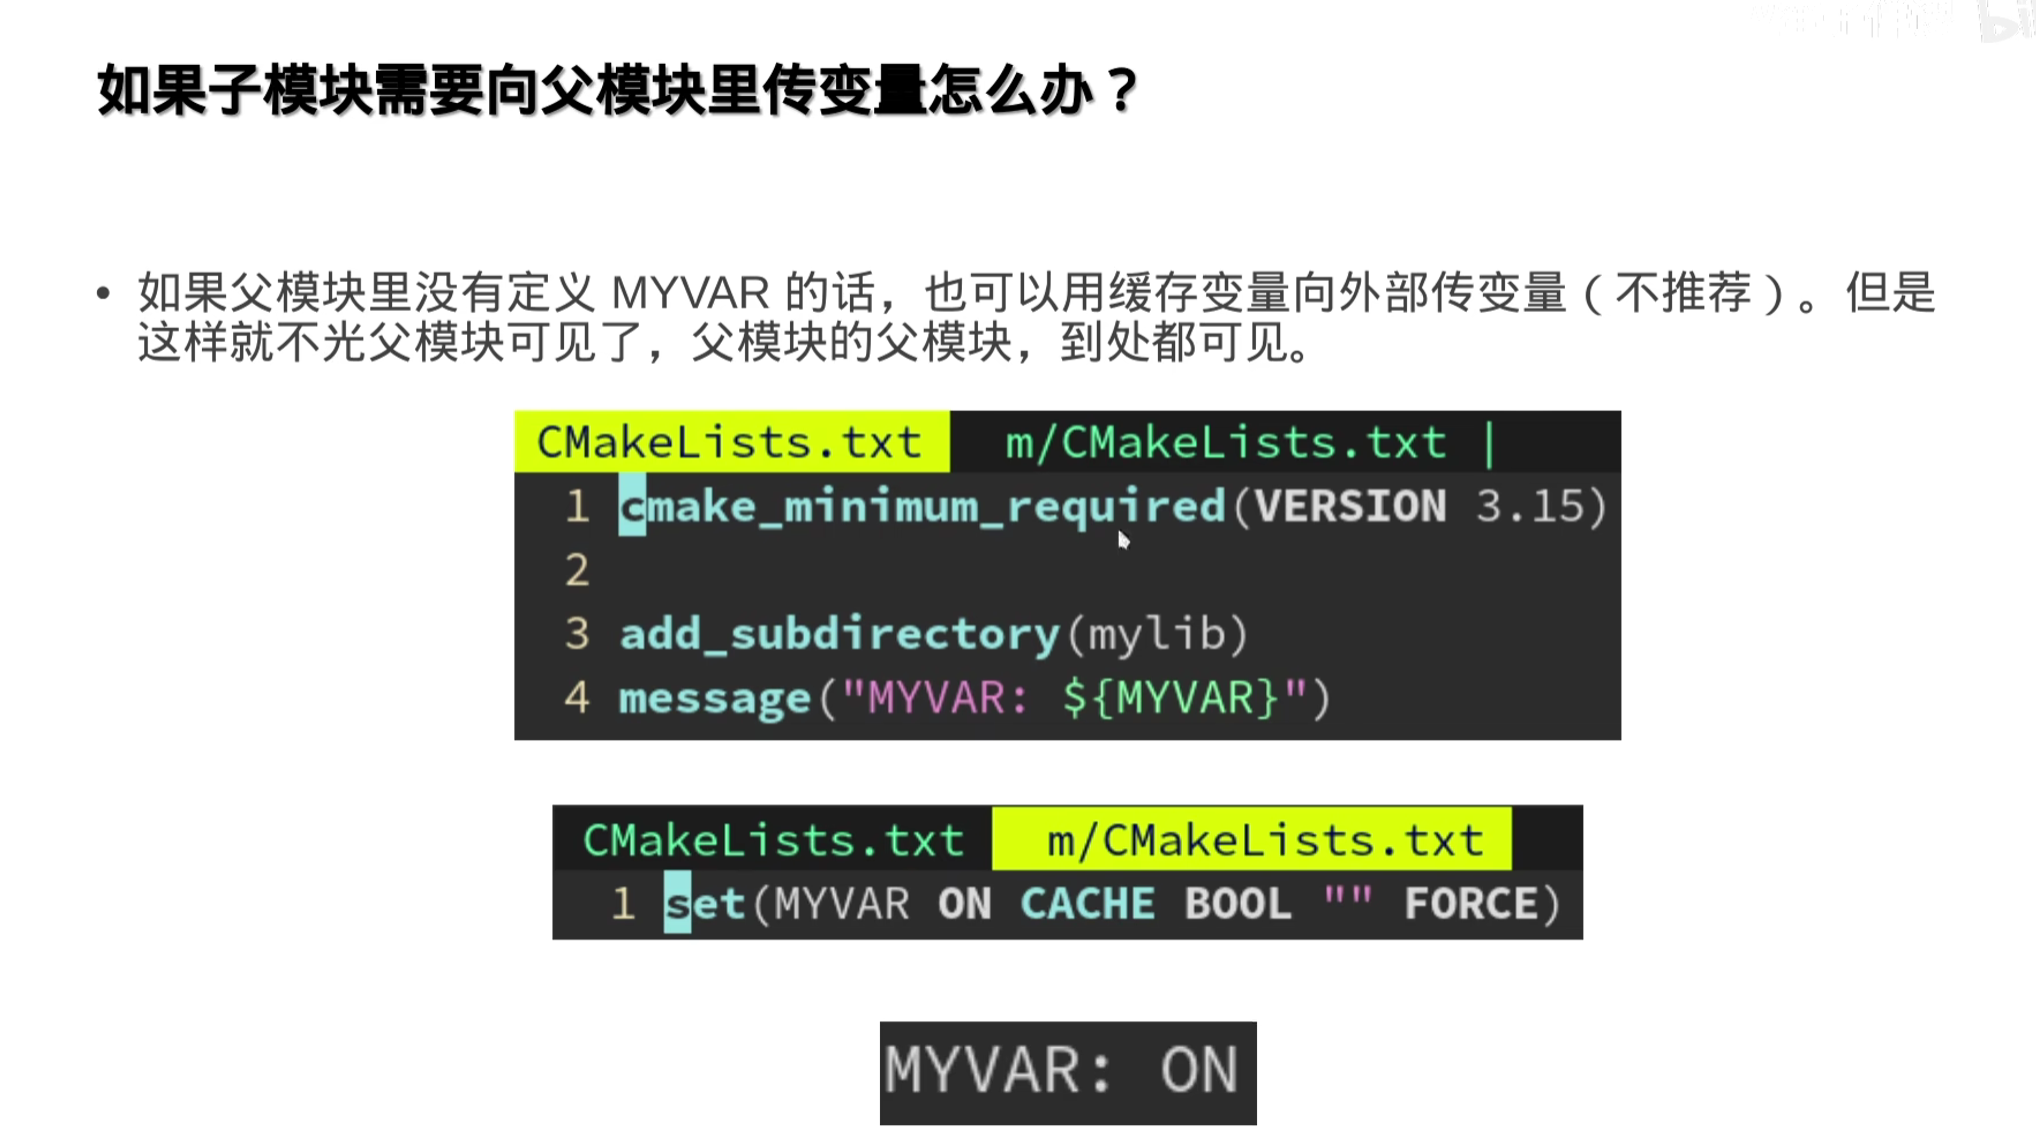 如果子模块需要向父模块里传变量怎么办？
• 如果父模块里没有定义 MYVAR 的话，也可以用缓存变量向外部传变量（不推荐）。但是
这样就不光父模块可见了，父模块的父模块，到处都可见。
CMakeLists.txt m/CMakeLists.txt |
1 cmake_minimum_required(VERSION 3.15)
2
3 add_subdirectory(mylib)
4 message("MYVAR: ${MYVAR}")
CMakeLists.txt m/CMakeLists.txt
1 set(MYVAR ON CACHE BOOL "" FORCE)
MYVAR: ON